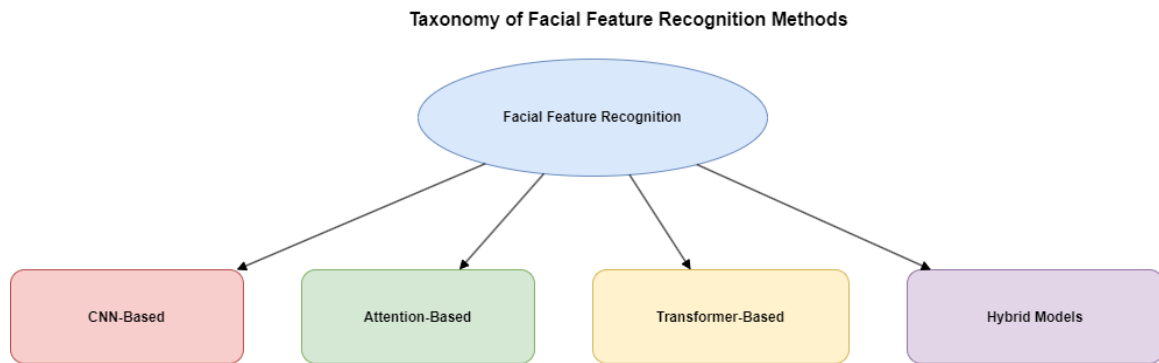 Taxonomy of Facial Feature Recognition Methods
Facial Feature Recognition
CNN-Based
Attention-Based
Transformer-Based
Hybrid Models